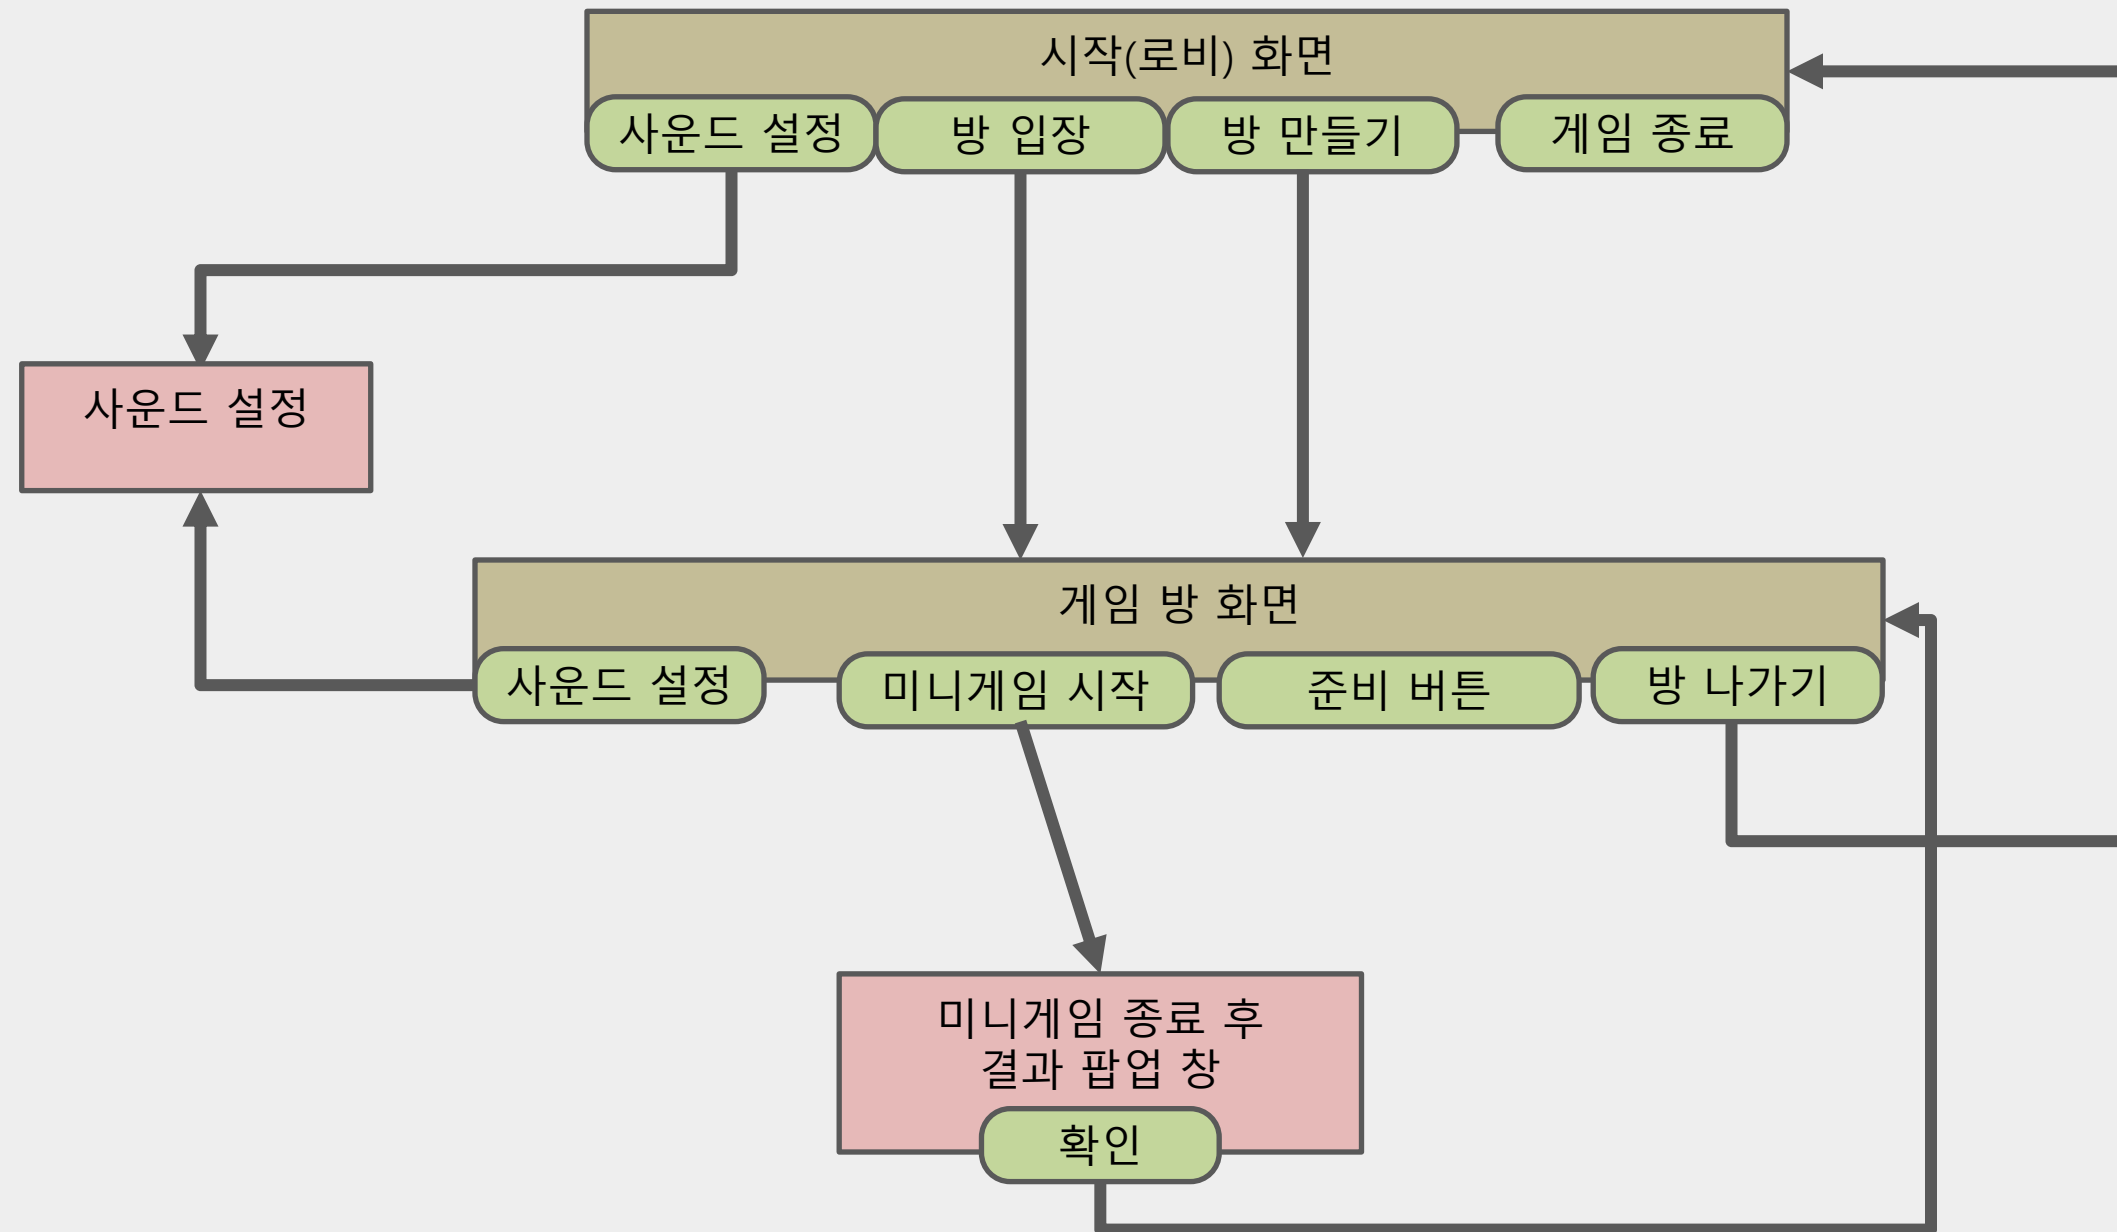 시작(로비) 화면
사운드 설정
방 입장
방 만들기
게임 종료
사운드 설정
게임 방 화면
사운드 설정
미니게임 시작
준비 버튼
방 나가기
미니게임 종료 후
결과 팝업 창
확인